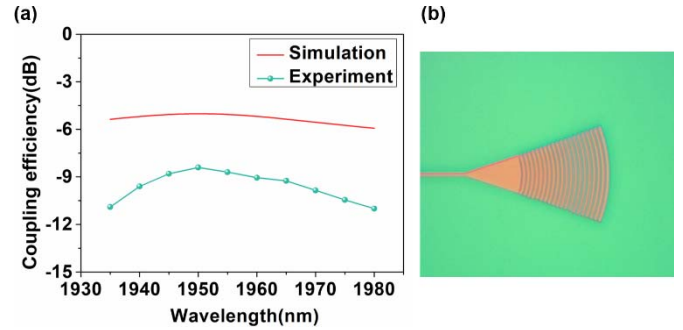 (a)
(b)
0
-3
-6
-9
-12
-15
Coupling efficiency(dB)
Simulation
Experiment
1930 1940 1950 1960 1970 1980
Wavelength(nm)